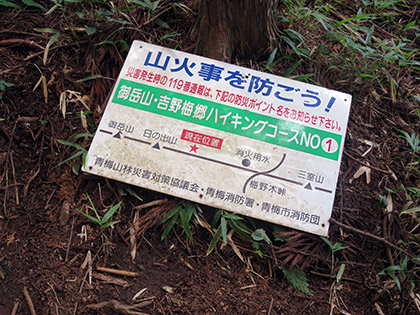 山火事を防ごう!
災害発生時の119番通報は、下記の防災ポイント名をお知らせ下さい。
御岳山・吉野梅郷ハイキングコースNO1
御岳山 日の出山 現在位置 消火用水 三室山
梅野木峠
青梅山林災害対策協議会・青梅消防署・青梅市消防団